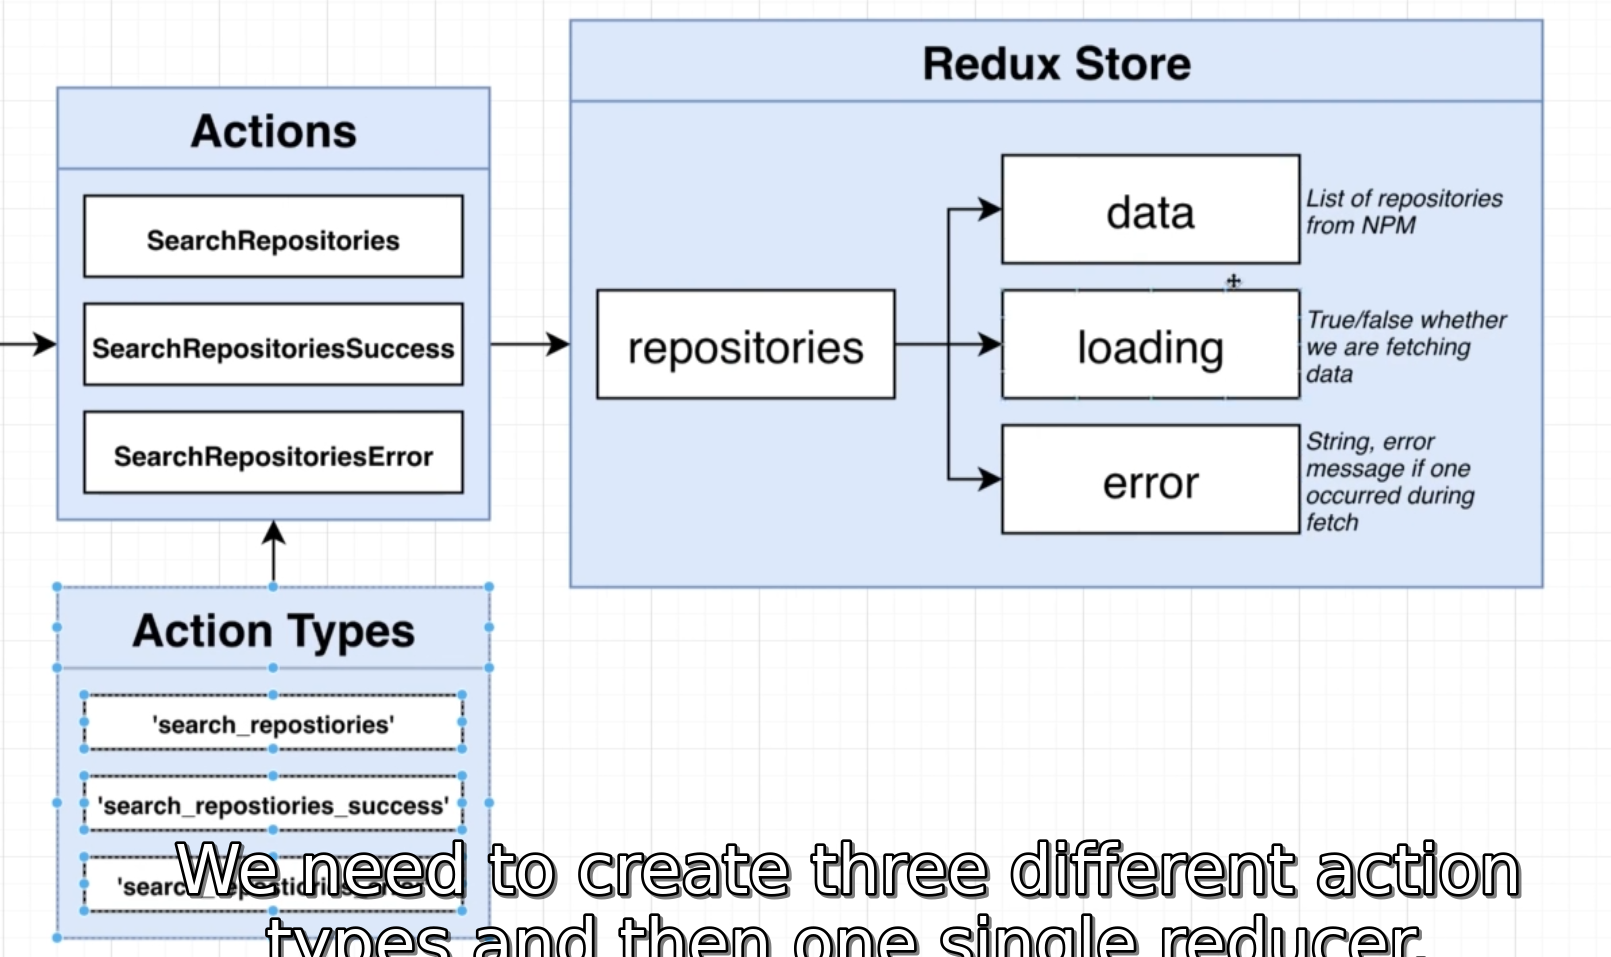 Redux Store
Actions
SearchRepositories
SearchRepositoriesSuccess
SearchRepositoriesError
repositories
data
List of repositories
from NPM
loading
True/false whether
we are fetching
data
error
String, error
message if one
occurred during
fetch
Action Types
'search_repostiories'
'search_repostiories_success'
We need to create three different action
types and then one single reducer.